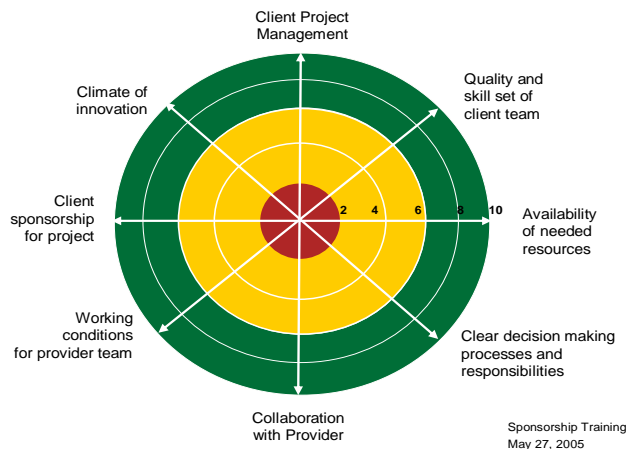 Client Project
Management
Climate of
innovation
Quality and
skill set of
client team
Client
sponsorship
for project
2 4 6 8 10
Availability
of needed
resources
Working
conditions
for provider team
Clear decision making
processes and
responsibilities
Collaboration
with Provider
Sponsorship Training
May 27, 2005